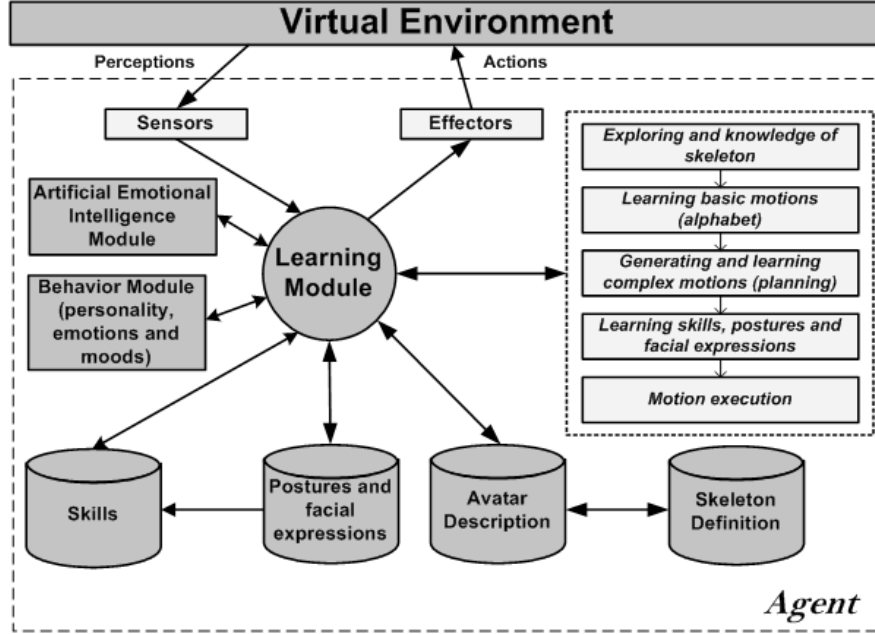 Virtual Environment
Perceptions
Actions
Sensors
Effectors
Exploring and knowledge of
skeleton
Learning basic motions
(alphabet)
Generating and learning
complex motions (planning)
Learning skills, postures and
facial expressions
Motion execution
Artificial Emotional
Intelligence
Module
Learning
Module
Behavior Module
(personality,
emotions and
moods)
Skills
Postures and
facial
expressions
Avatar
Description
Skeleton
Definition
Agent